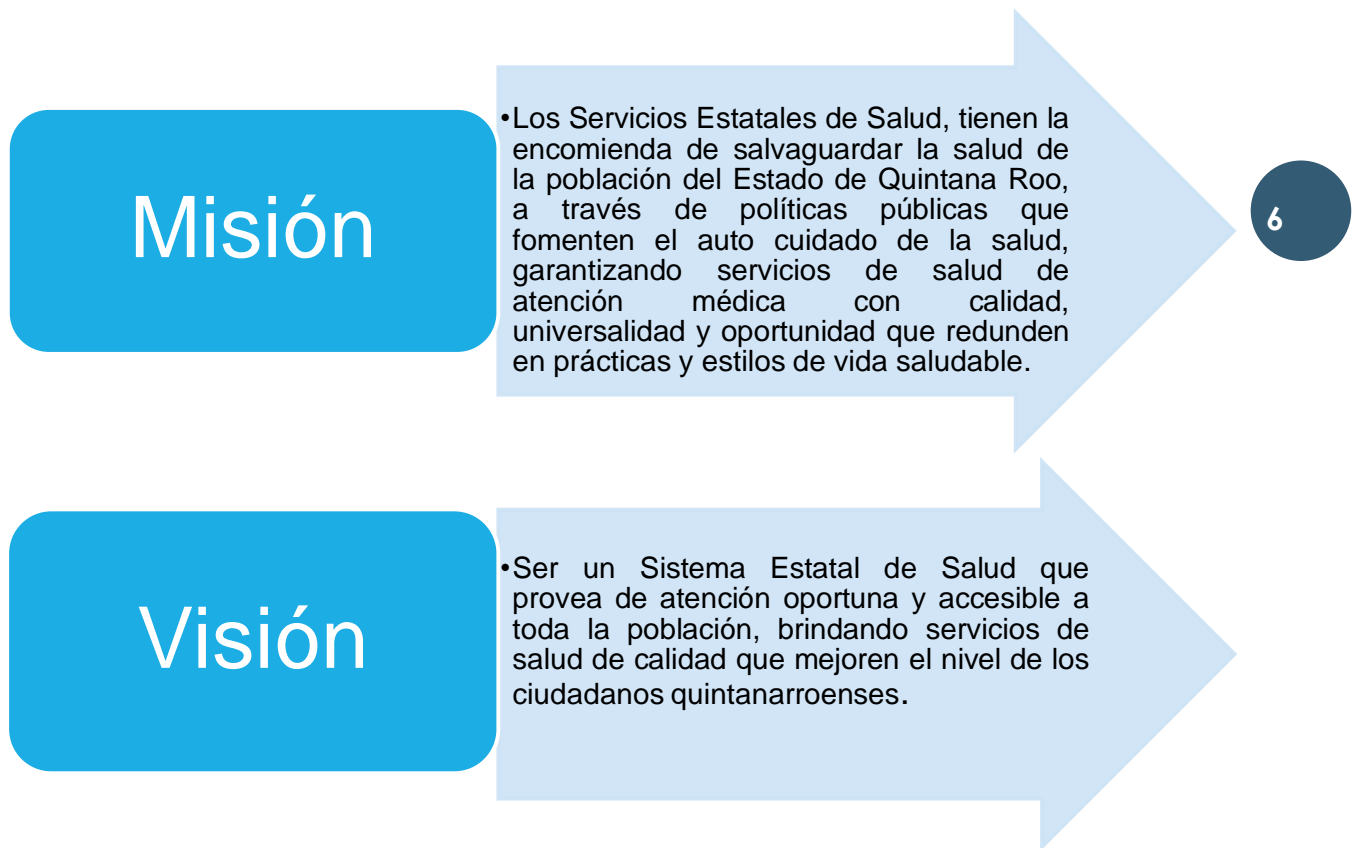 Misión
•Los Servicios Estatales de Salud, tienen la
encomienda de salvaguardar la salud de
la población del Estado de Quintana Roo,
a través de políticas públicas que
fomenten el auto cuidado de la salud,
garantizando servicios de salud de
atención médica con calidad,
universalidad y oportunidad que redunden
en prácticas y estilos de vida saludable.
6
Visión
•Ser un Sistema Estatal de Salud que
provea de atención oportuna y accesible a
toda la población, brindando servicios de
salud de calidad que mejoren el nivel de los
ciudadanos quintanarroenses.